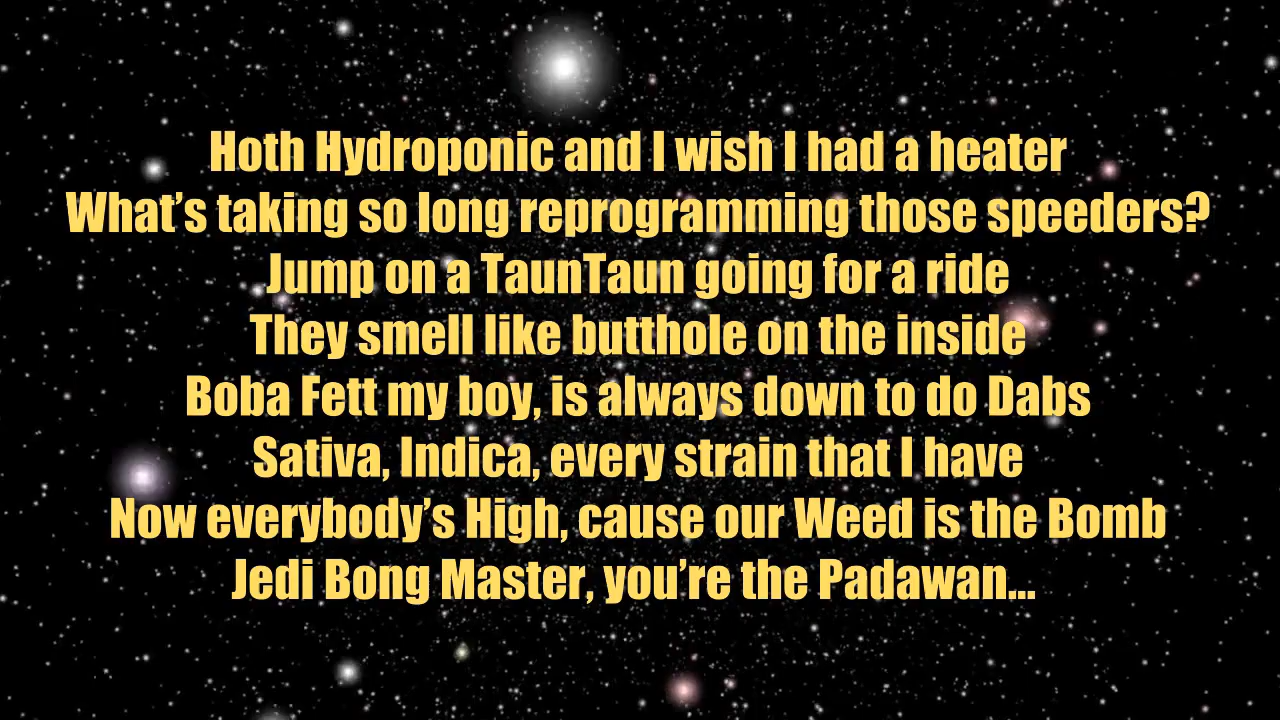 Hoth Hydroponic and I wish I had a heater
What's taking so long reprogramming those speeders?
Jump on a TaunTaun going for a ride
They smell like butthole on the inside
Boba Fett my boy, is always down to do Dabs
Sativa, Indica, every strain that I have
Now everybody's High, cause our Weed is the Bomb
Jedi Bong Master, you're the Padawan...